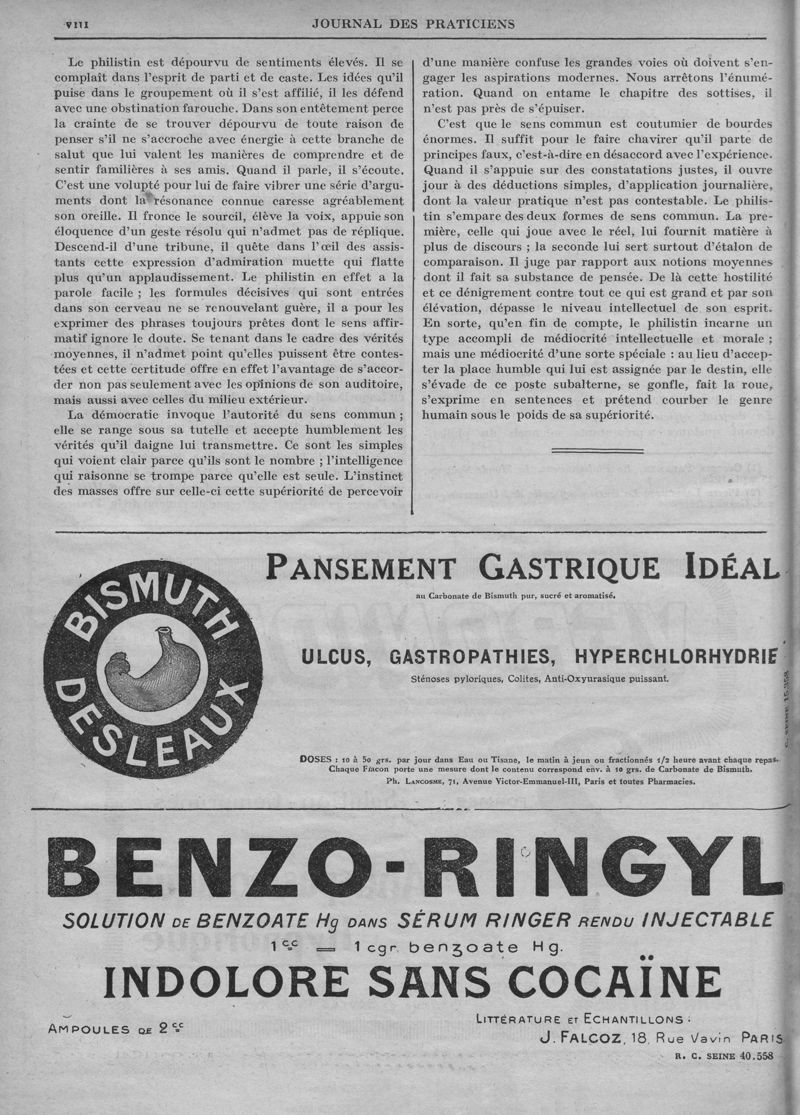 VIII
JOURNAL DES PRATICIENS
Le philistin est dépourvu de sentiments élevés. Il se
complaît dans l'esprit de parti et de caste. Les idées qu'il
puise dans le groupement où il s'est affilié, il les défend
avec une obstination farouche. Dans son entêtement perce
la crainte de se trouver dépourvu de toute raison de
penser s'il ne s'accroche avec énergie à cette branche de
salut que lui valent les manières de comprendre et de
sentir familières à ses amis. Quand il parle, il s'écoute.
C'est une volupté pour lui de faire vibrer une série d'argu-
ments dont la résonance connue caresse agréablement
son oreille. Il fronce le sourcil, élève la voix, appuie son
éloquence d'un geste résolu qui n'admet pas de réplique.
Descend-il d'une tribune, il quête dans l'œil des assis-
tants cette expression d'admiration muette qui flatte
plus qu'un applaudissement. Le philistin en effet a la
parole facile ; les formules décisives qui sont entrées
dans son cerveau ne se renouvelant guère, il a pour les
exprimer des phrases toujours prêtes dont le sens affir-
matif ignore le doute. Se tenant dans le cadre des vérités
moyennes, il n'admet point qu'elles puissent être contes-
tées et cette certitude offre en effet l'avantage de s'accor-
der non pas seulement avec les opinions de son auditoire,
mais aussi avec celles du milieu extérieur.
La démocratie invoque l'autorité du sens commun ;
elle se range sous sa tutelle et accepte humblement les
vérités qu'il daigne lui transmettre. Ce sont les simples
qui voient clair parce qu'ils sont le nombre ; l'intelligence
qui raisonne se trompe parce qu'elle est seule. L'instinct
des masses offre sur celle-ci cette supériorité de percevoir
d'une manière confuse les grandes voies où doivent s'en-
gager les aspirations modernes. Nous arrêtons l'énumé-
ration. Quand on entame le chapitre des sottises, il
n'est pas près de s'épuiser.
C'est que le sens commun est coutumier de bourdes
énormes. Il suffit pour le faire chavirer qu'il parte de
principes faux, c'est-à-dire en désaccord avec l'expérience.
Quand il s'appuie sur des constatations justes, il ouvre
jour à des déductions simples, d'application journalière,
dont la valeur pratique n'est pas contestable. Le philis-
tin s'empare des deux formes de sens commun. La pre-
mière, celle qui joue avec le réel, lui fournit matière à
plus de discours ; la seconde lui sert surtout d'étalon de
comparaison. Il juge par rapport aux notions moyennes
dont il fait sa substance de pensée. De là cette hostilité
et ce dénigrement contre tout ce qui est grand et par son
élévation, dépasse le niveau intellectuel de son esprit.
En sorte, qu'en fin de compte, le philistin incarne un
type accompli de médiocrité intellectuelle et morale ;
mais une médiocrité d'une sorte spéciale : au lieu d'accep-
ter la place humble qui lui est assignée par le destin, elle
s'évade de ce poste subalterne, se gonfle, fait la roue,
s'exprime en sentences et prétend courber le genre
humain sous le poids de sa supériorité.
BISMUTH
DESLEAUX
PANSEMENT GASTRIQUE IDÉAL
au Carbonate de Bismuth pur, sucré et aromatisé.
ULCUS, GASTROPATHIES, HYPERCHLORHYDRIE
Sténoses pyloriques, Colites, Anti-Oxyurasique puissant.
DOSES : 10 à 50 grs. par jour dans Eau ou Tisane, le matin à jeun ou fractionnés 1/2 heure avant chaque repas.
Chaque Flacon porte une mesure dont le contenu correspond env. à 10 grs. de Carbonate de Bismuth.
Ph. LANCOSME, 71, Avenue Victor-Emmanuel-III, Paris et toutes Pharmacies.
BENZO-RINGYL
SOLUTION DE BENZOATE Hg DANS SÉRUM RINGER RENDU INJECTABLE
1cc = 1 cgr. benzoate Hg.
INDOLORE SANS COCAÏNE
AMPOULES DE 2cc
LITTÉRATURE ET ECHANTILLONS :
J. FALCOZ, 18, Rue Vavin PARIS
R. C. SEINE 40.558